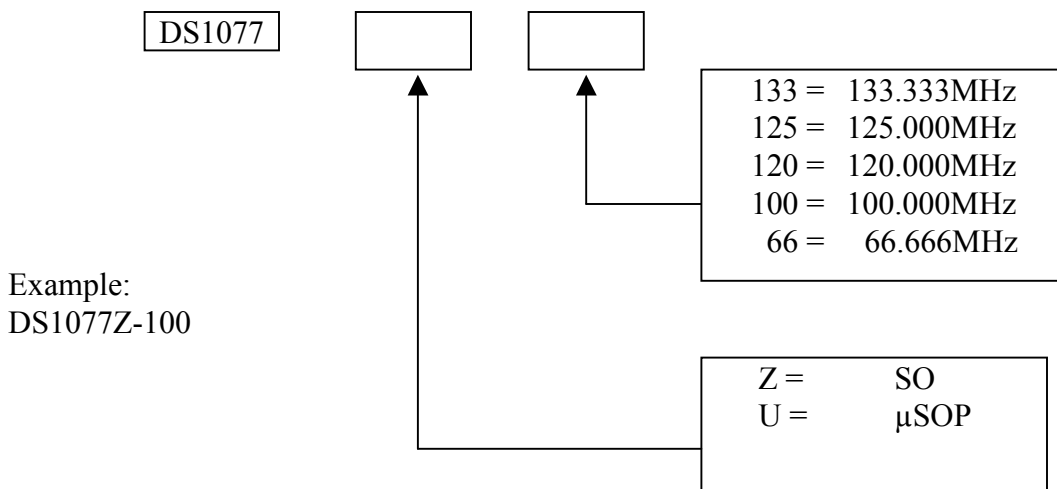 DS1077
133 = 133.333MHz
125 = 125.000MHz
120 = 120.000MHz
100 = 100.000MHz
66 = 66.666MHz
Example:
DS1077Z-100
Z = SO
U = µSOP